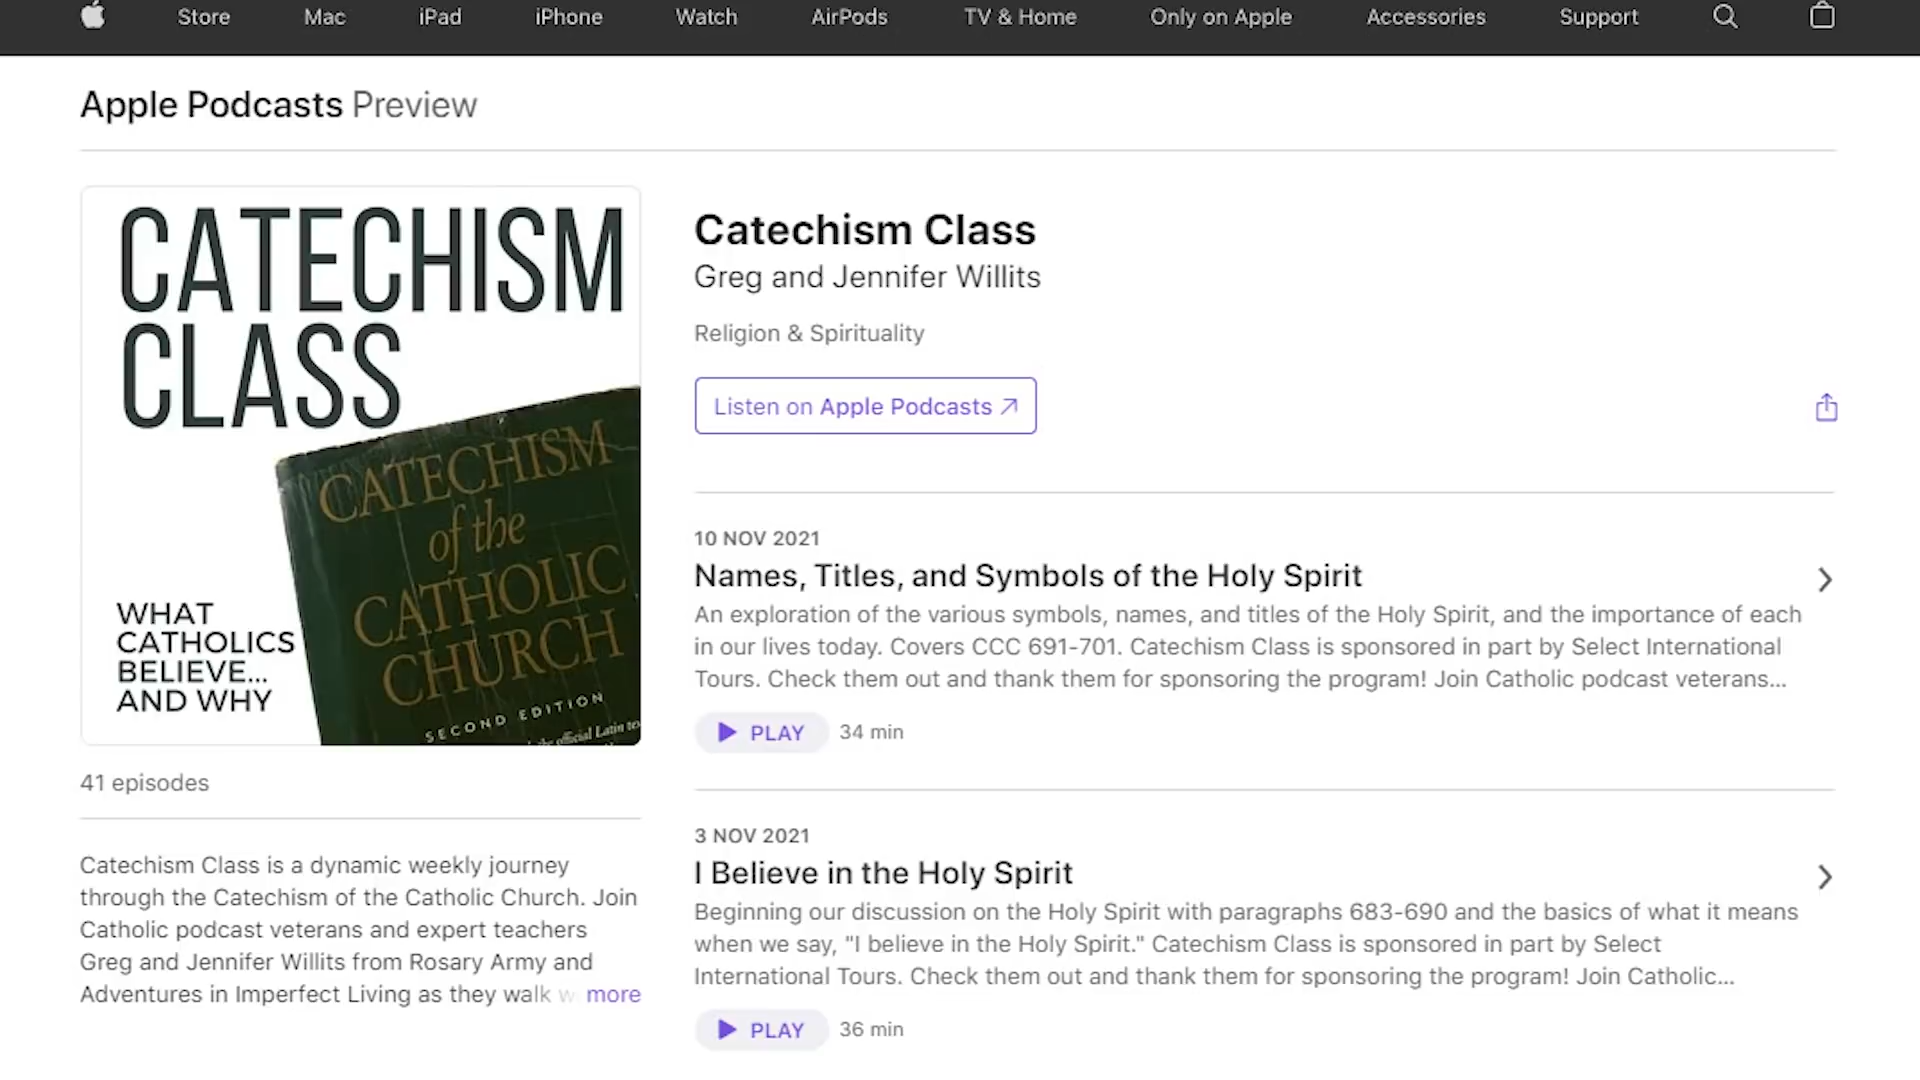 Store Mac iPad iPhone Watch AirPods TV & Home Only on Apple Accessories Support
Apple Podcasts Preview
CATECHISM
CLASS
CATECHISM
of the
CATHOLIC
CHURCH
SECOND EDITION
the official Latin
WHAT
CATHOLICS
BELIEVE...
AND WHY
41 episodes
Catechism Class is a dynamic weekly journey
through the Catechism of the Catholic Church. Join
Catholic podcast veterans and expert teachers
Greg and Jennifer Willits from Rosary Army and
Adventures in Imperfect Living as they walk w more
Catechism Class
Greg and Jennifer Willits
Religion & Spirituality
Listen on Apple Podcasts ↗
10 NOV 2021
Names, Titles, and Symbols of the Holy Spirit
An exploration of the various symbols, names, and titles of the Holy Spirit, and the importance of each
in our lives today. Covers CCC 691-701. Catechism Class is sponsored in part by Select International
Tours. Check them out and thank them for sponsoring the program! Join Catholic podcast veterans...
PLAY 34 min
3 NOV 2021
I Believe in the Holy Spirit
Beginning our discussion on the Holy Spirit with paragraphs 683-690 and the basics of what it means
when we say, "I believe in the Holy Spirit." Catechism Class is sponsored in part by Select
International Tours. Check them out and thank them for sponsoring the program! Join Catholic...
PLAY 36 min